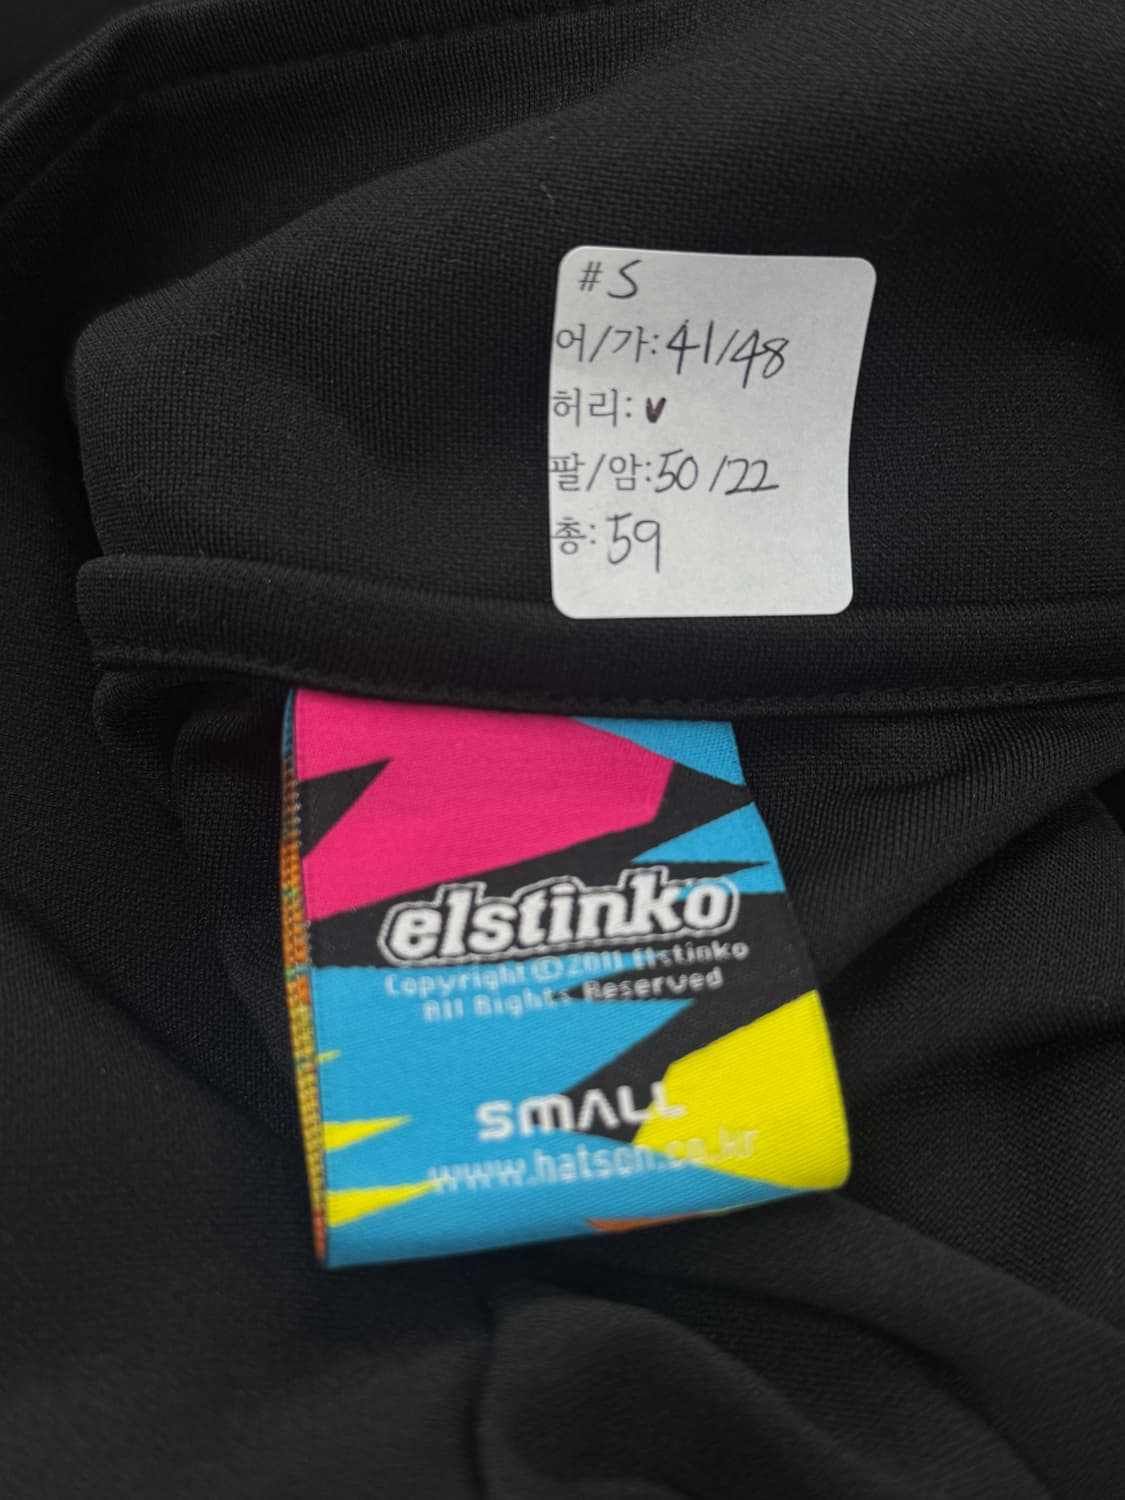 #S
어/가:41/48
허리: v
팔/암:50/22
총:59
elstinko
Copyright © 2011 Elstinko
All Rights Reserved
SMALL
www.hatson.co.kr